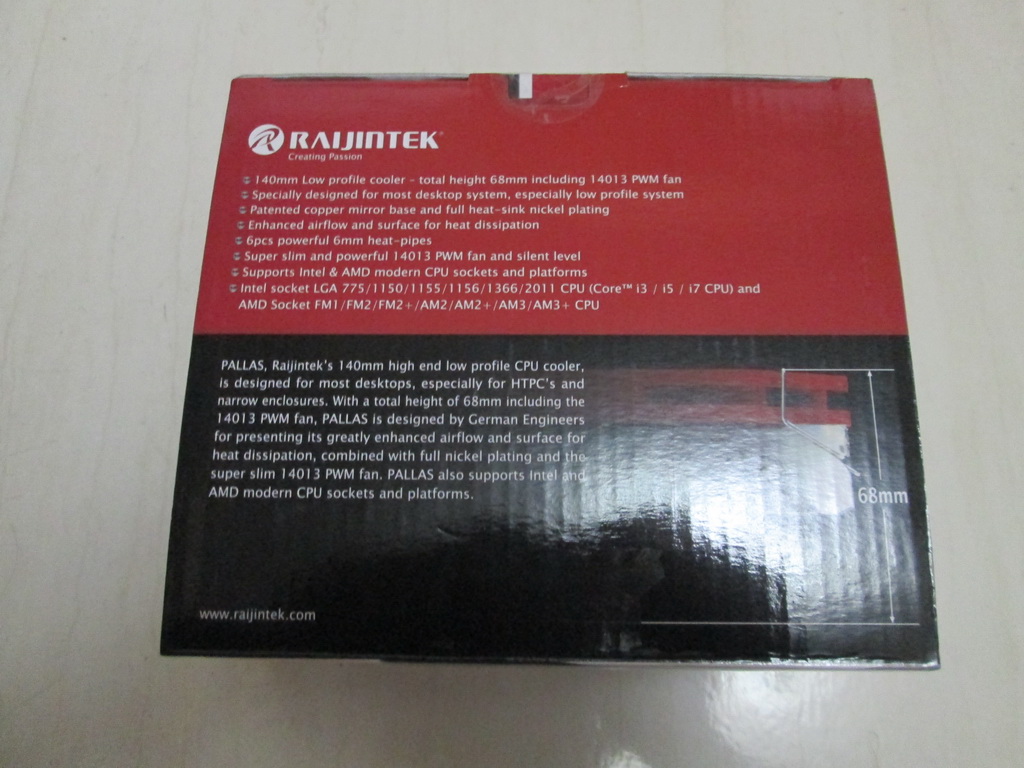 RAIJINTEK
Creating Passion
140mm Low profile cooler - total height 68mm including 14013 PWM fan
Specially designed for most desktop system, especially low profile system
Patented copper mirror base and full heat-sink nickel plating
Enhanced airflow and surface for heat dissipation
6pcs powerful 6mm heat-pipes
Super slim and powerful 14013 PWM fan and silent level
Supports Intel & AMD modern CPU sockets and platforms
Intel socket LGA 775/1150/1155/1156/1366/2011 CPU (Core™ i3 / i5 / i7 CPU) and
AMD Socket FM1/FM2/FM2+/AM2/AM2+/AM3/AM3+ CPU
PALLAS, Raijintek's 140mm high end low profile CPU cooler,
is designed for most desktops, especially for HTPC's and
narrow enclosures. With a total height of 68mm including the
14013 PWM fan, PALLAS is designed by German Engineers
for presenting its greatly enhanced airflow and surface for
heat dissipation, combined with full nickel plating and the
super slim 14013 PWM fan. PALLAS also supports Intel and
AMD modern CPU sockets and platforms.
68mm
www.raijintek.com